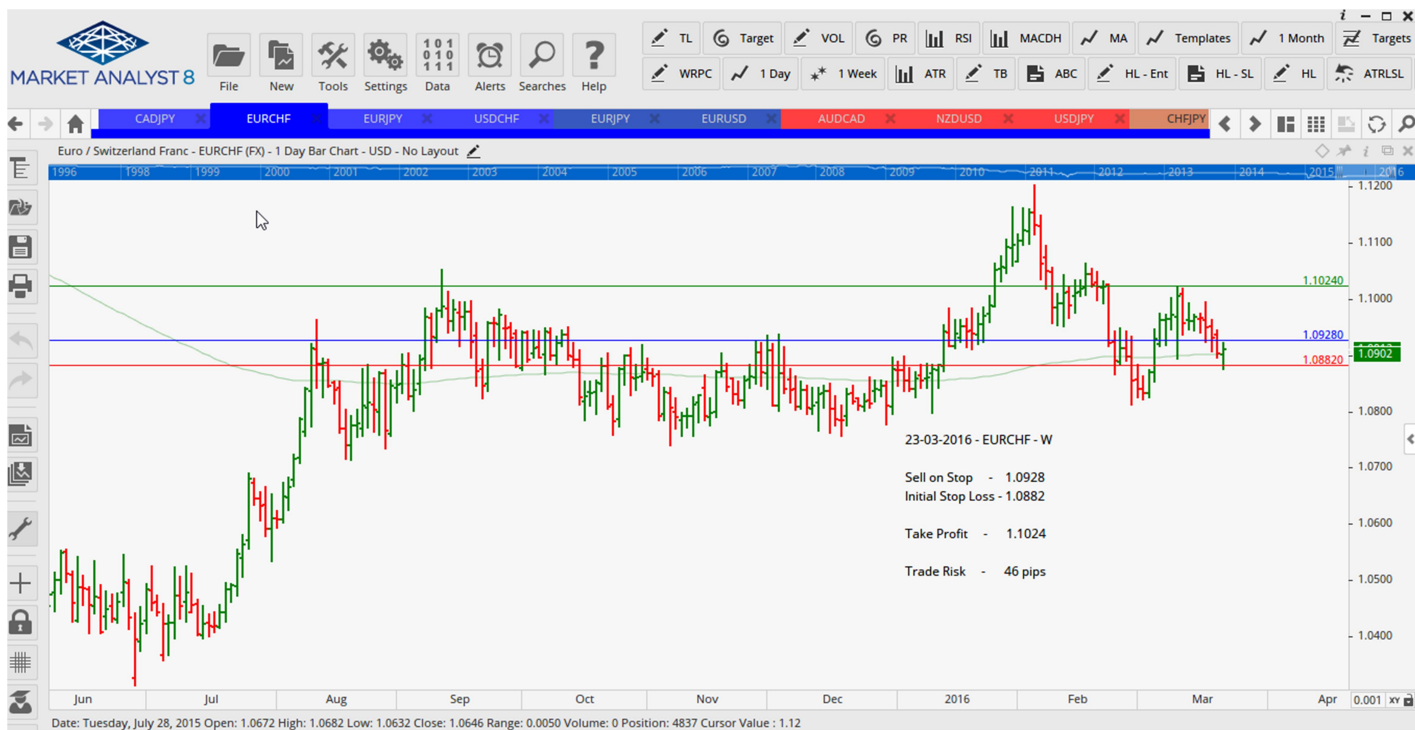 MARKET ANALYST 8
File New Tools Settings Data Alerts Searches Help
TL Target VOL PR RSI MACDH MA Templates 1 Month Targets
WRPC 1 Day 1 Week ATR TB ABC HL - Ent HL - SL HL ATRLSL
CADJPY EURCHF EURJPY USDCHF EURJPY EURUSD AUDCAD NZDUSD USDJPY CHFJPY
Euro / Switzerland Franc - EURCHF (FX) - 1 Day Bar Chart - USD - No Layout
1996 1998 1999 2000 2001 2002 2003 2004 2005 2006 2007 2008 2009 2010 2011 2012 2013 2014 2015 2016
1.1200
1.1100
1.10240
1.1000
1.09280
1.0902
1.08820
1.0800
23-03-2016 - EURCHF - W
1.0700
Sell on Stop - 1.0928
Initial Stop Loss - 1.0882
1.0600
Take Profit - 1.1024
Trade Risk - 46 pips
1.0500
1.0400
Jun Jul Aug Sep Oct Nov Dec 2016 Feb Mar Apr 0.001 XY
Date: Tuesday, July 28, 2015 Open: 1.0672 High: 1.0682 Low: 1.0632 Close: 1.0646 Range: 0.0050 Volume: 0 Position: 4837 Cursor Value : 1.12